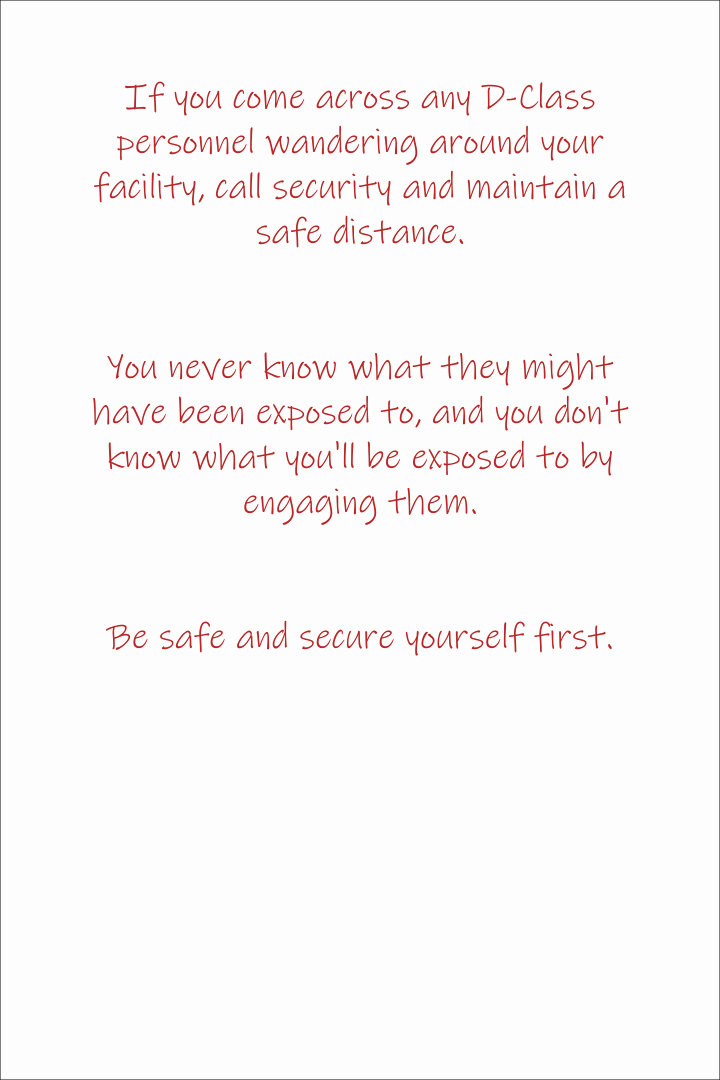 If you come across any D-Class
personnel wandering around your
facility, call security and maintain a
safe distance.
You never know what they might
have been exposed to, and you don't
know what you'll be exposed to by
engaging them.
Be safe and secure yourself first.